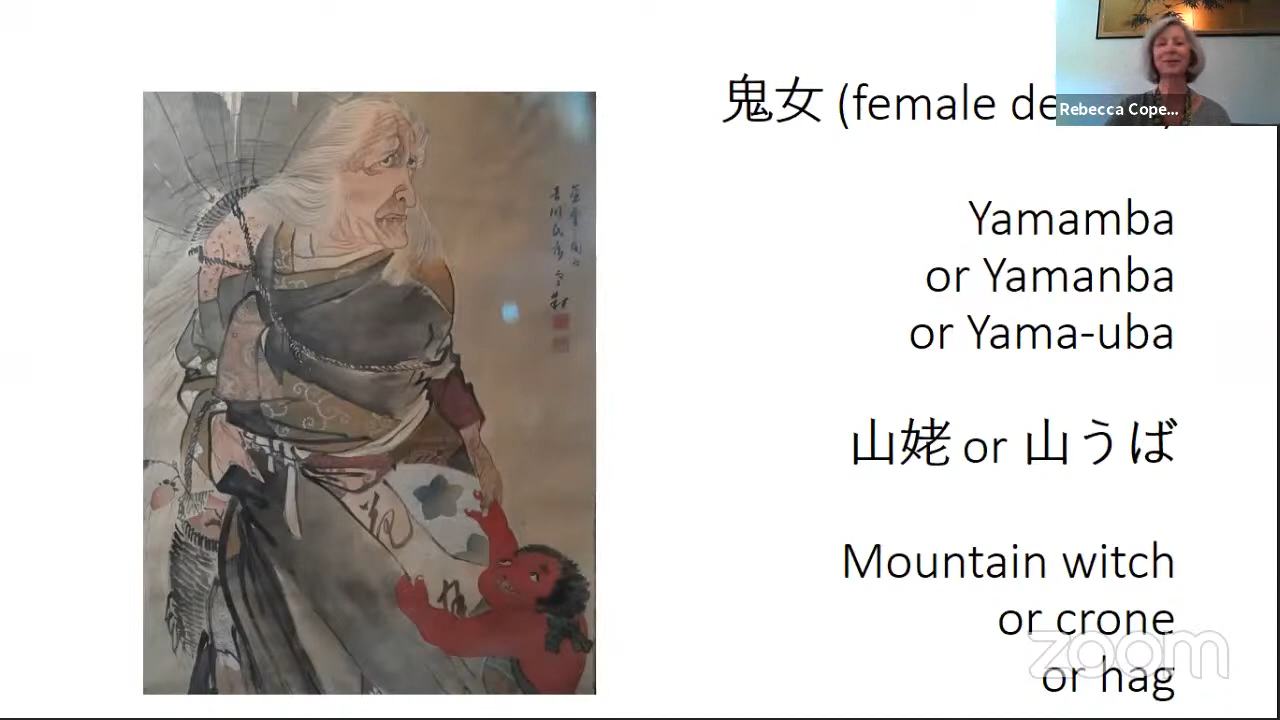 鬼女 (female de
Rebecca Cope...
Yamamba
or Yamanba
or Yama-uba
山姥 or 山うば
Mountain witch
or crone
or hag
zoom